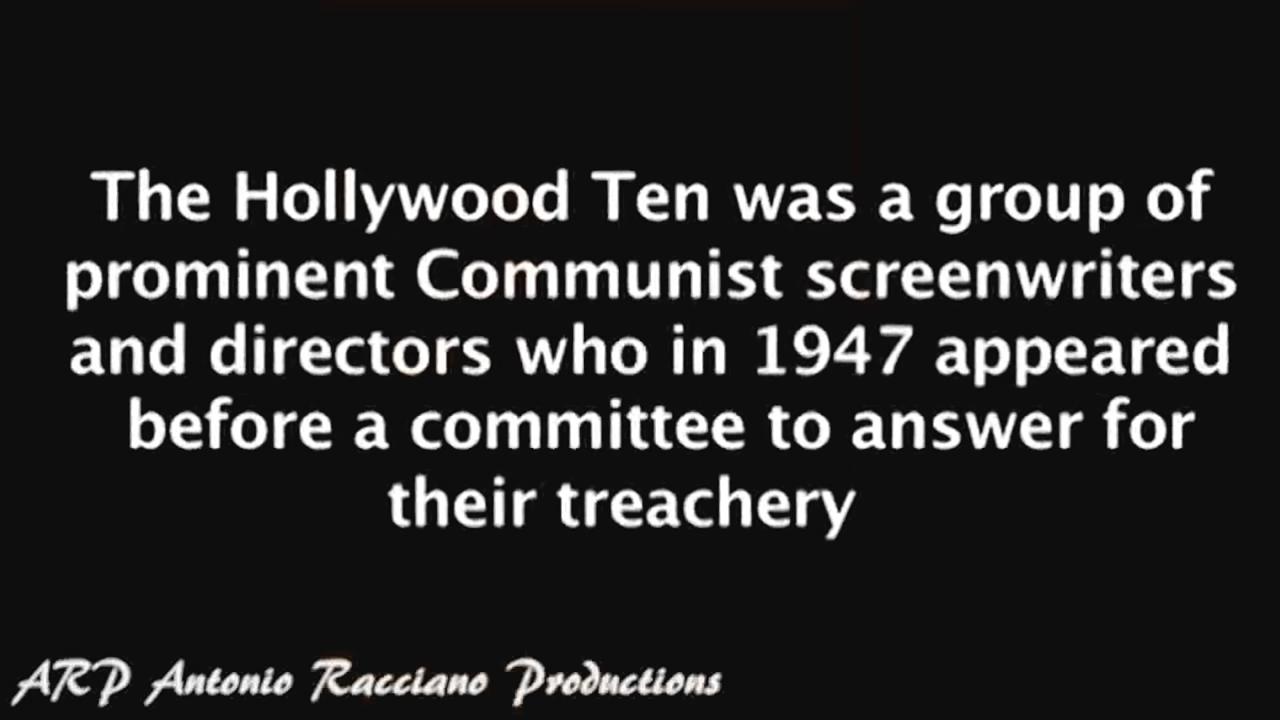 The Hollywood Ten was a group of
prominent Communist screenwriters
and directors who in 1947 appeared
before a committee to answer for
their treachery
ARP Antonio Racciano Productions